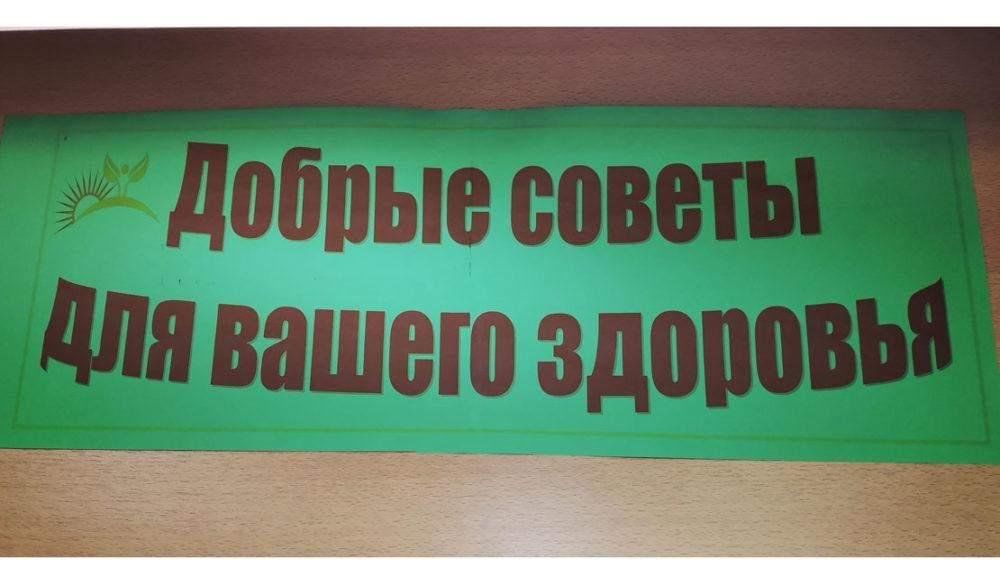 Добрые советы
для вашего здоровья